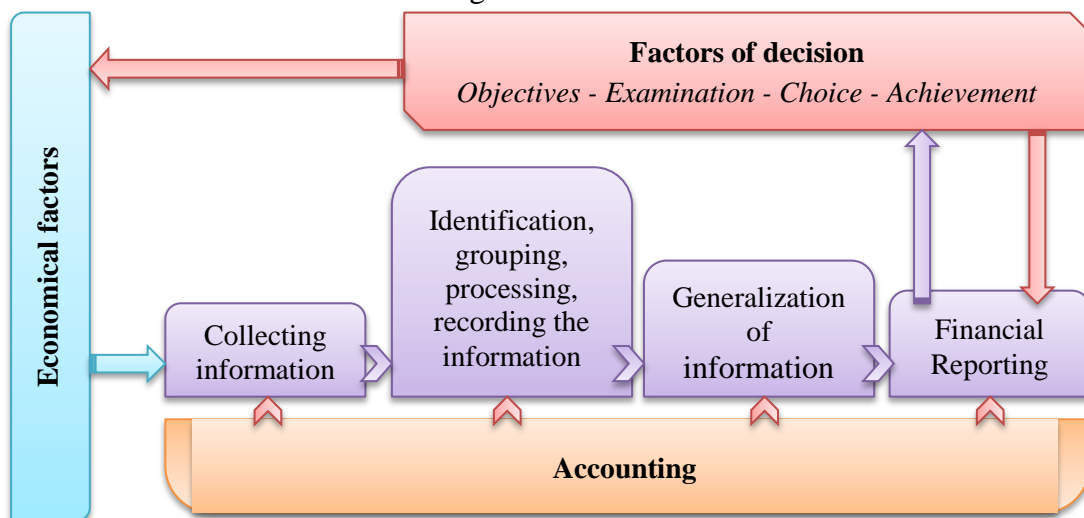 Factors of decision
Objectives - Examination - Choice - Achievement
Economical factors
Collecting
information
Identification,
grouping,
processing,
recording the
information
Generalization
of
information
Financial
Reporting
Accounting